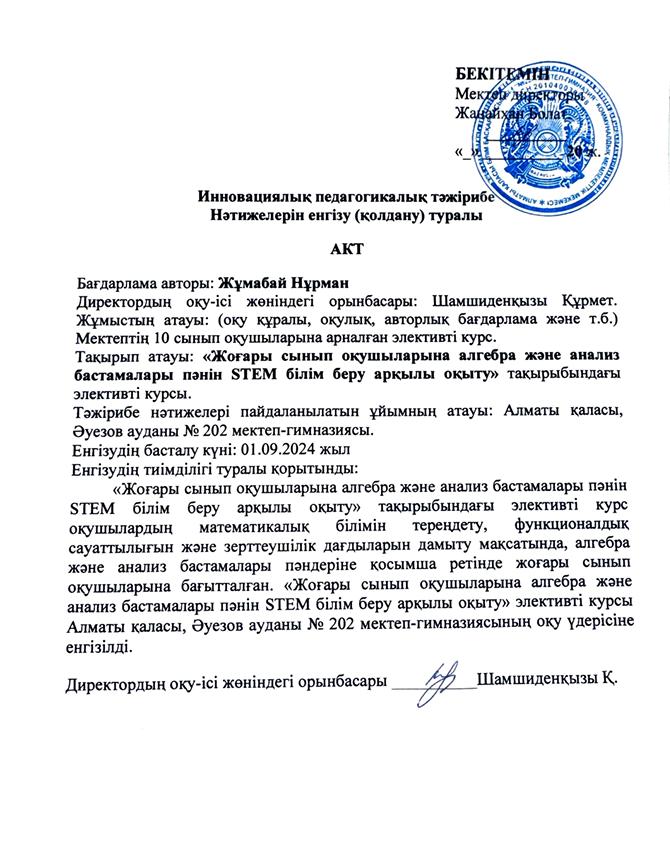 БЕКІТЕМІН
Мектеп директоры
Жанайхан Болат
«_»__________20 ж.
Инновациялық педагогикалық тәжірибе
Нәтижелерін енгізу (қолдану) туралы
АКТ
Бағдарлама авторы: Жұмабай Нұрман
Директордың оқу-ісі жөніндегі орынбасары: Шамшиденқызы Құрмет.
Жұмыстың атауы: (оқу құралы, оқулық, авторлық бағдарлама және т.б.)
Мектептің 10 сынып оқушыларына арналған элективті курс.
Тақырып атауы: «Жоғары сынып оқушыларына алгебра және анализ
бастамалары пәнін STEM білім беру арқылы оқыту» тақырыбындағы
элективті курсы.
Тәжірибе нәтижелері пайдаланылатын ұйымның атауы: Алматы қаласы,
Әуезов ауданы № 202 мектеп-гимназиясы.
Енгізудің басталу күні: 01.09.2024 жыл
Енгізудің тиімділігі туралы қорытынды:
«Жоғары сынып оқушыларына алгебра және анализ бастамалары пәнін
STEM білім беру арқылы оқыту» тақырыбындағы элективті курс
оқушылардың математикалық білімін тереңдету, функционалдық
сауаттылығын және зерттеушілік дағдыларын дамыту мақсатында, алгебра
және анализ бастамалары пәндеріне қосымша ретінде жоғары сынып
оқушыларына бағытталған. «Жоғары сынып оқушыларына алгебра және
анализ бастамалары пәнін STEM білім беру арқылы оқыту» элективті курсы
Алматы қаласы, Әуезов ауданы № 202 мектеп-гимназиясының оқу үдерісіне
енгізілді.
Директордың оқу-ісі жөніндегі орынбасары __________Шамшиденқызы Қ.